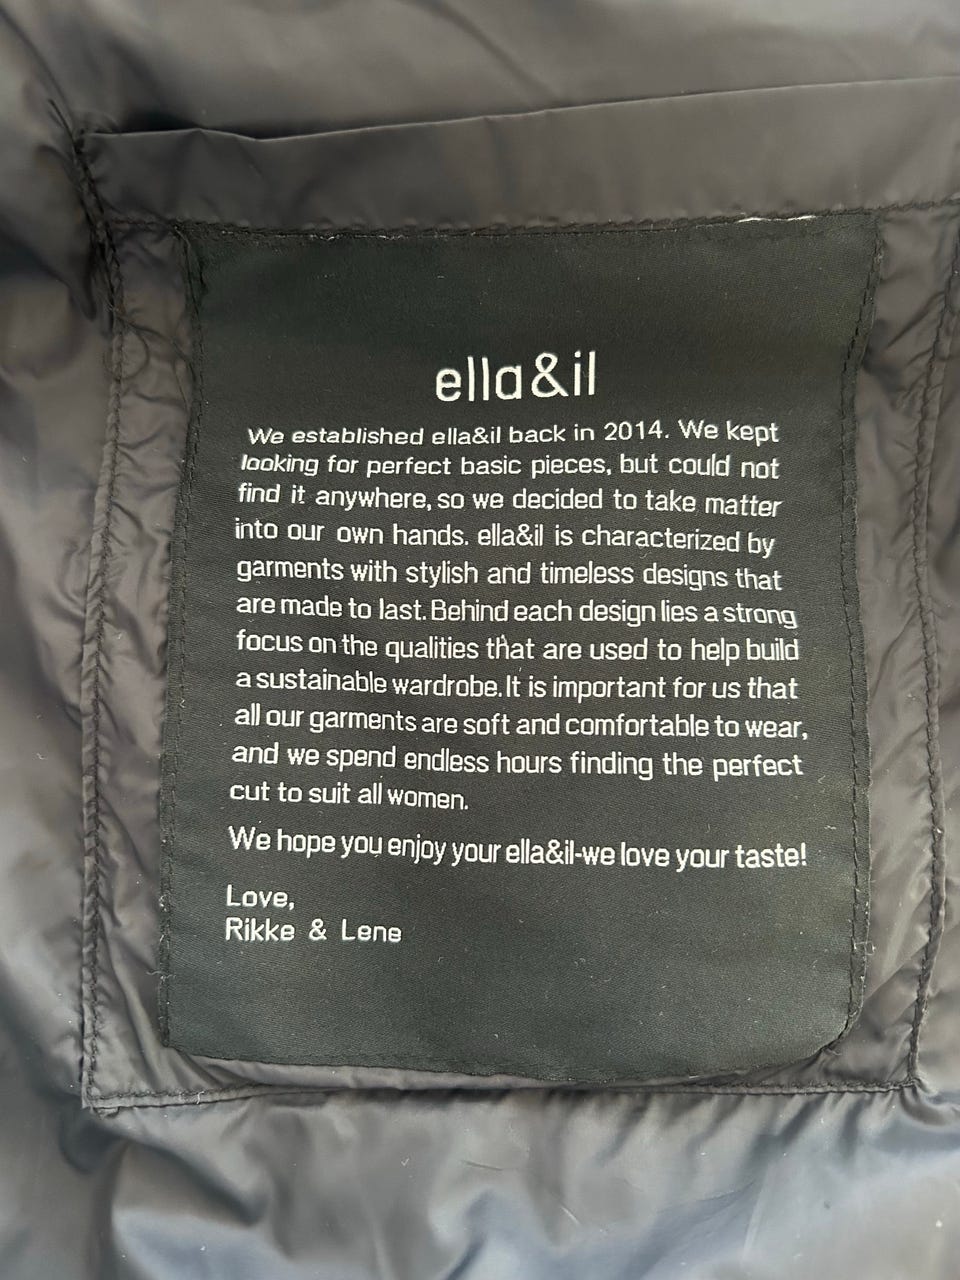 ella&il
We established ella&il back in 2014. We kept
looking for perfect basic pieces, but could not
find it anywhere, so we decided to take matter
into our own hands. ella&il is characterized by
garments with stylish and timeless designs that
are made to last. Behind each design lies a strong
focus on the qualities that are used to help build
a sustainable wardrobe. It is important for us that
all our garments are soft and comfortable to wear,
and we spend endless hours finding the perfect
cut to suit all women.
We hope you enjoy your ella&il-we love your taste!
Love,
Rikke & Lene